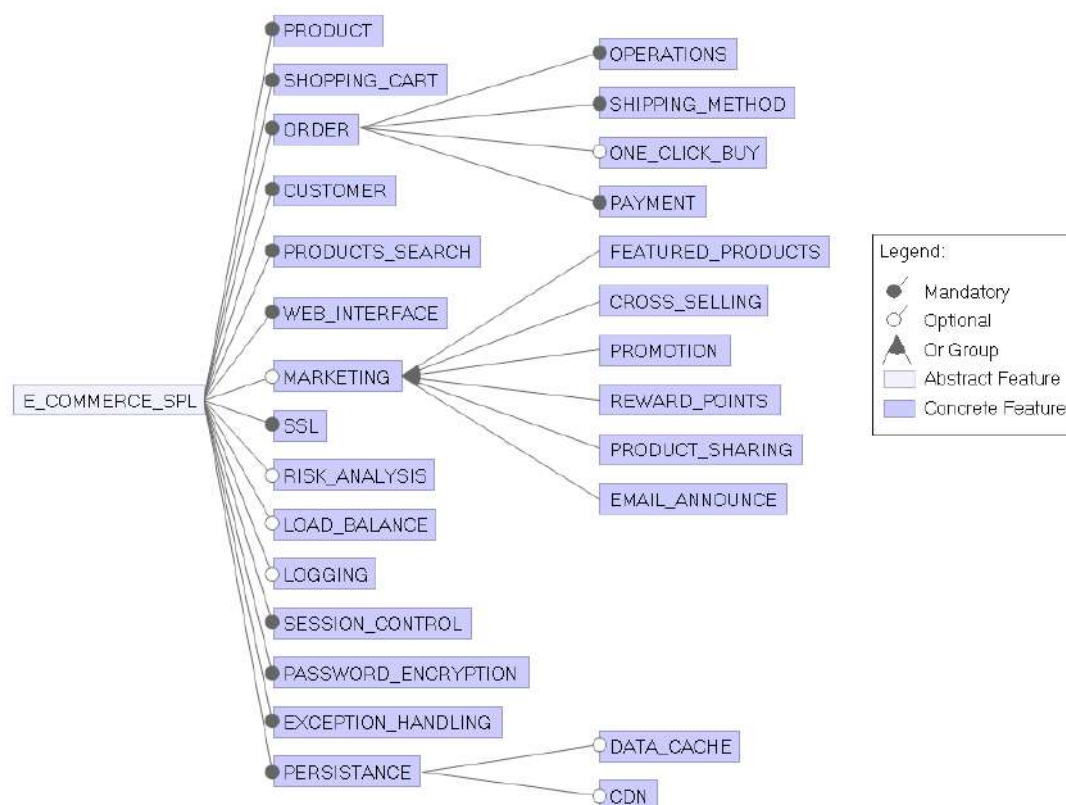 PRODUCT
SHOPPING_CART
ORDER
CUSTOMER
PRODUCTS_SEARCH
WEB_INTERFACE
MARKETING
E_COMMERCE_SPL
SSL
RISK_ANALYSIS
LOAD_BALANCE
LOGGING
SESSION_CONTROL
PASSWORD_ENCRYPTION
EXCEPTION_HANDLING
PERSISTANCE
OPERATIONS
SHIPPING_METHOD
ONE_CLICK_BUY
PAYMENT
FEATURED_PRODUCTS
CROSS_SELLING
PROMOTION
REWARD_POINTS
PRODUCT_SHARING
EMAIL_ANNOUNCE
DATA_CACHE
CDN
Legend:
Mandatory
Optional
Or Group
Abstract Feature
Concrete Feature